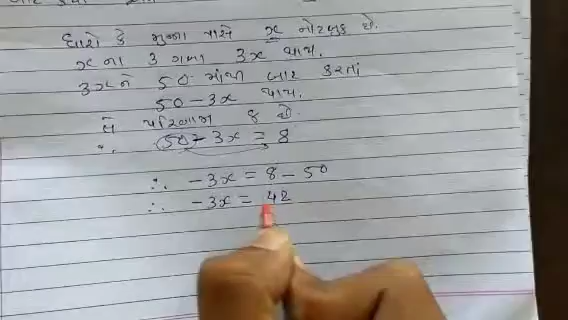 ધારો કે મુન્ના પાસે x નોટબુક છે.
x ના 3 ગણા 3x થાય.
3x ને 50 માંથી બાદ કરતાં
50 - 3x થાય.
પરિણામ 8 છે.
∴ 50 - 3x = 8
∴ -3x = 8 - 50
∴ -3x = 42